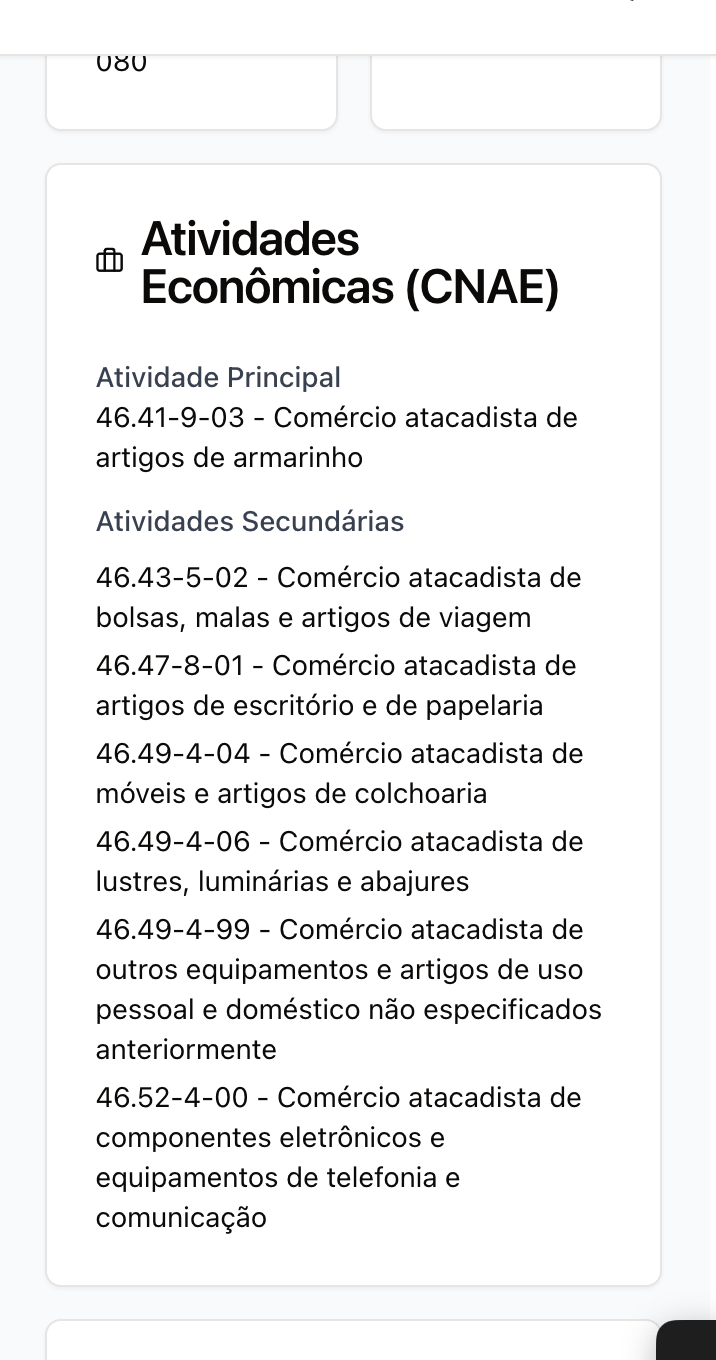 080
Atividades
Econômicas (CNAE)
Atividade Principal
46.41-9-03 - Comércio atacadista de
artigos de armarinho
Atividades Secundárias
46.43-5-02 - Comércio atacadista de
bolsas, malas e artigos de viagem
46.47-8-01 - Comércio atacadista de
artigos de escritório e de papelaria
46.49-4-04 - Comércio atacadista de
móveis e artigos de colchoaria
46.49-4-06 - Comércio atacadista de
lustres, luminárias e abajures
46.49-4-99 - Comércio atacadista de
outros equipamentos e artigos de uso
pessoal e doméstico não especificados
anteriormente
46.52-4-00 - Comércio atacadista de
componentes eletrônicos e
equipamentos de telefonia e
comunicação